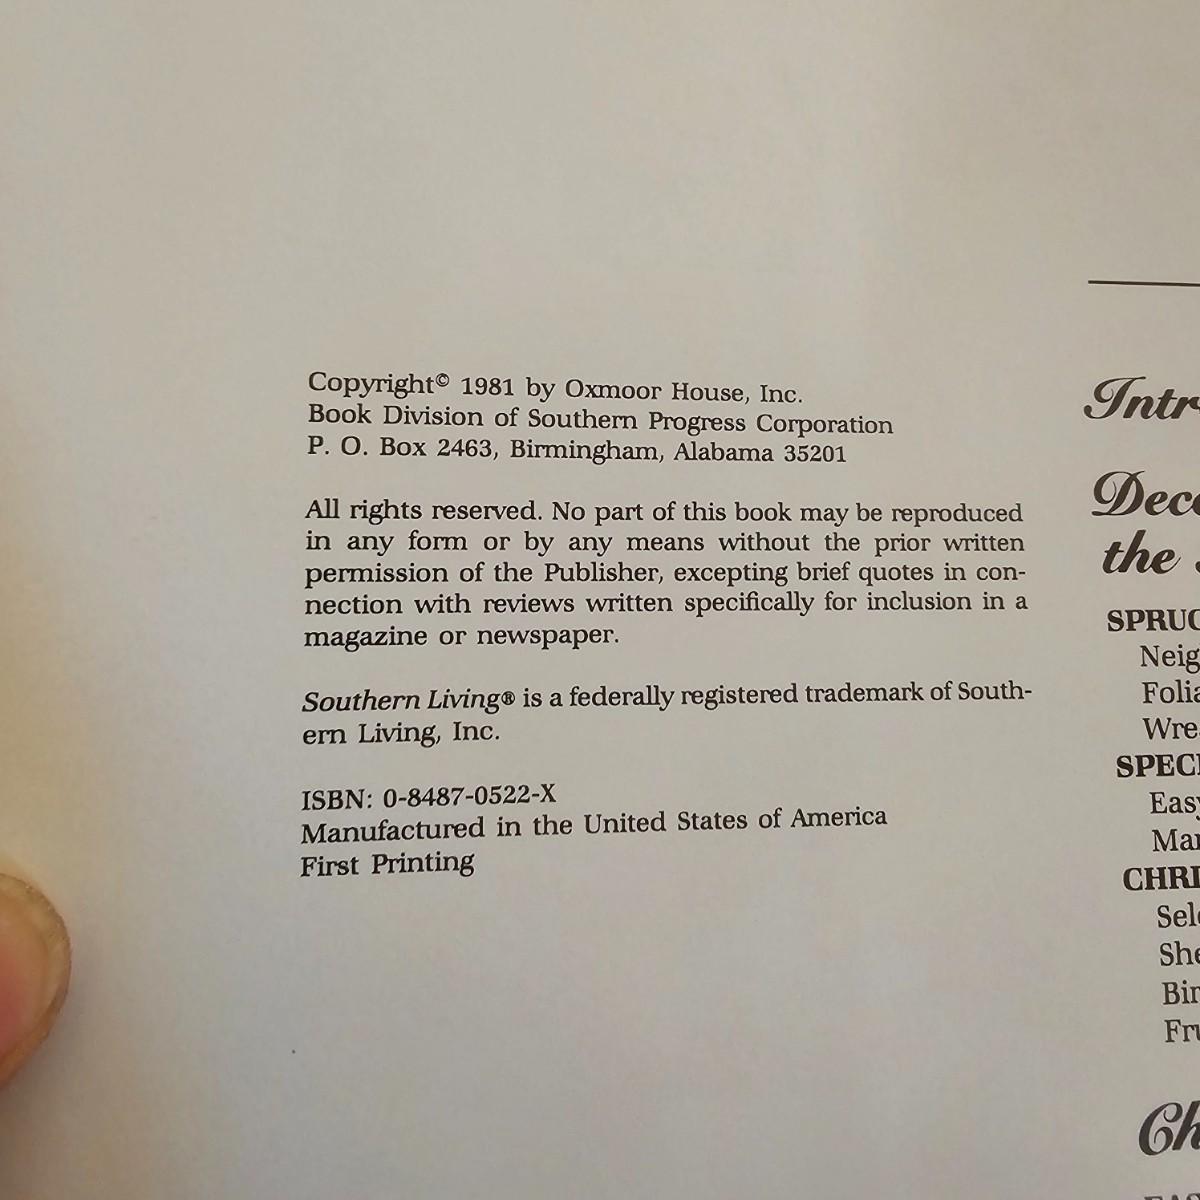 Copyright© 1981 by Oxmoor House, Inc.
Book Division of Southern Progress Corporation
P. O. Box 2463, Birmingham, Alabama 35201
All rights reserved. No part of this book may be reproduced
in any form or by any means without the prior written
permission of the Publisher, excepting brief quotes in con-
nection with reviews written specifically for inclusion in a
magazine or newspaper.
Southern Living® is a federally registered trademark of South-
ern Living, Inc.
ISBN: 0-8487-0522-X
Manufactured in the United States of America
First Printing
the